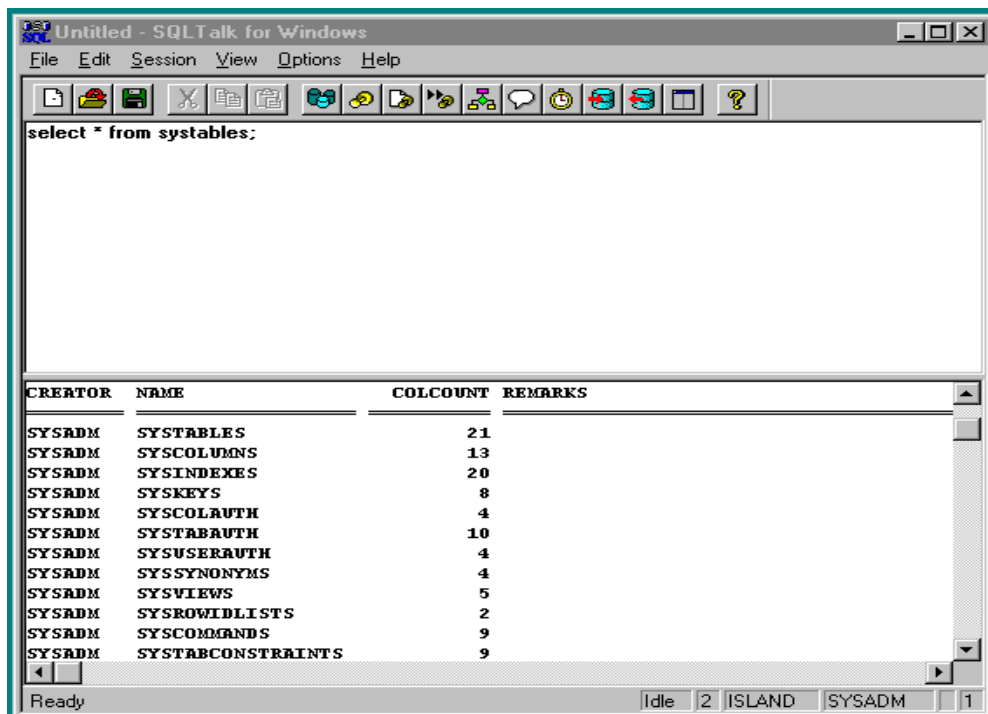 Untitled - SQLTalk for Windows
File Edit Session View Options Help
select * from systables;
CREATOR NAME COLCOUNT REMARKS
SYSADM SYSTABLES 21
SYSADM SYSCOLUMNS 13
SYSADM SYSINDEXES 20
SYSADM SYSKEYS 8
SYSADM SYSCOLAUTH 4
SYSADM SYSTABAUTH 10
SYSADM SYSUSERAUTH 4
SYSADM SYSSYNONYMS 4
SYSADM SYSVIEWS 5
SYSADM SYSROWIDLISTS 2
SYSADM SYSCOMMANDS 9
SYSADM SYSTABCONSTRAINTS 9
Ready Idle 2 ISLAND SYSADM 1